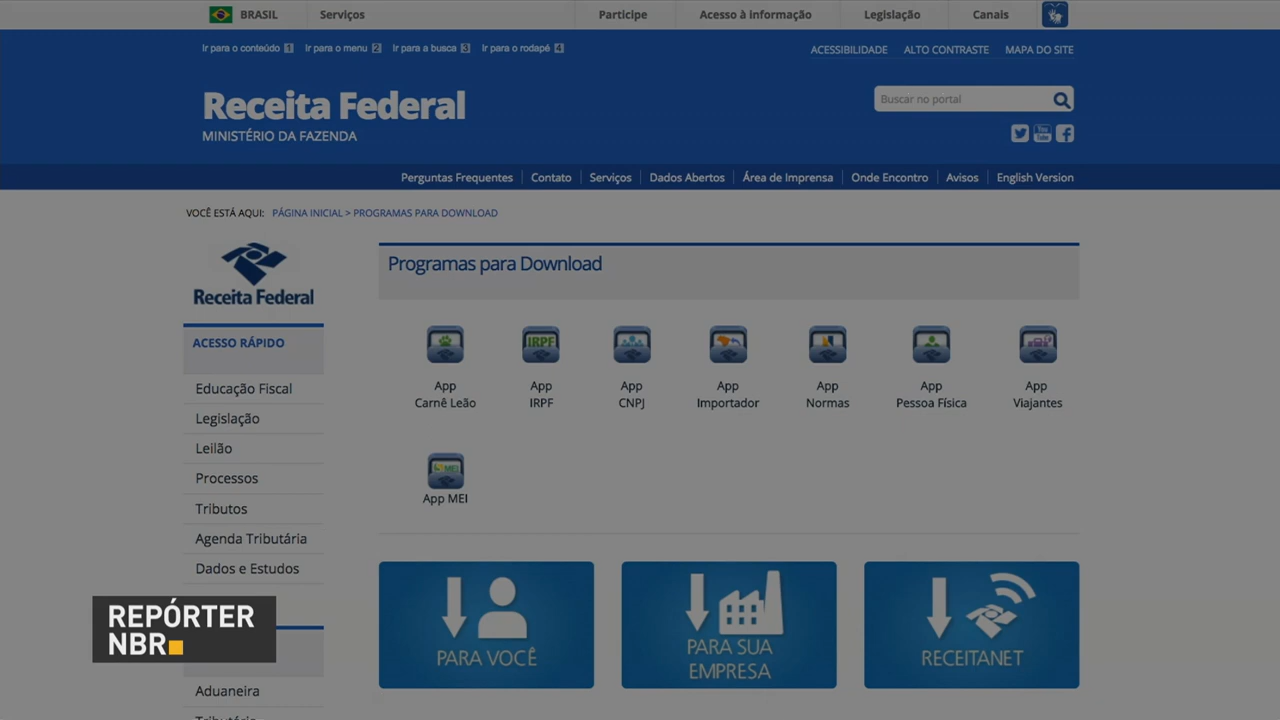 BRASIL
Serviços
Participe
Acesso à informação
Legislação
Canais
Ir para o conteúdo 1
Ir para o menu 2
Ir para a busca 3
Ir para o rodapé 4
ACESSIBILIDADE
ALTO CONTRASTE
MAPA DO SITE
Receita Federal
MINISTÉRIO DA FAZENDA
Buscar no portal
You
Tube
Perguntas Frequentes
Contato
Serviços
Dados Abertos
Área de Imprensa
Onde Encontro
Avisos
English Version
VOCÊ ESTÁ AQUI: PÁGINA INICIAL > PROGRAMAS PARA DOWNLOAD
Receita Federal
ACESSO RÁPIDO
Educação Fiscal
Legislação
Leilão
Processos
Tributos
Agenda Tributária
Dados e Estudos
Aduaneira
Tributário
Programas para Download
App
Carnê Leão
IRPF
App
IRPF
App
CNPJ
App
Importador
App
Normas
App
Pessoa Física
App
Viajantes
MEI
App MEI
PARA VOCÊ
PARA SUA
EMPRESA
RECEITANET
REPÓRTER
NBR